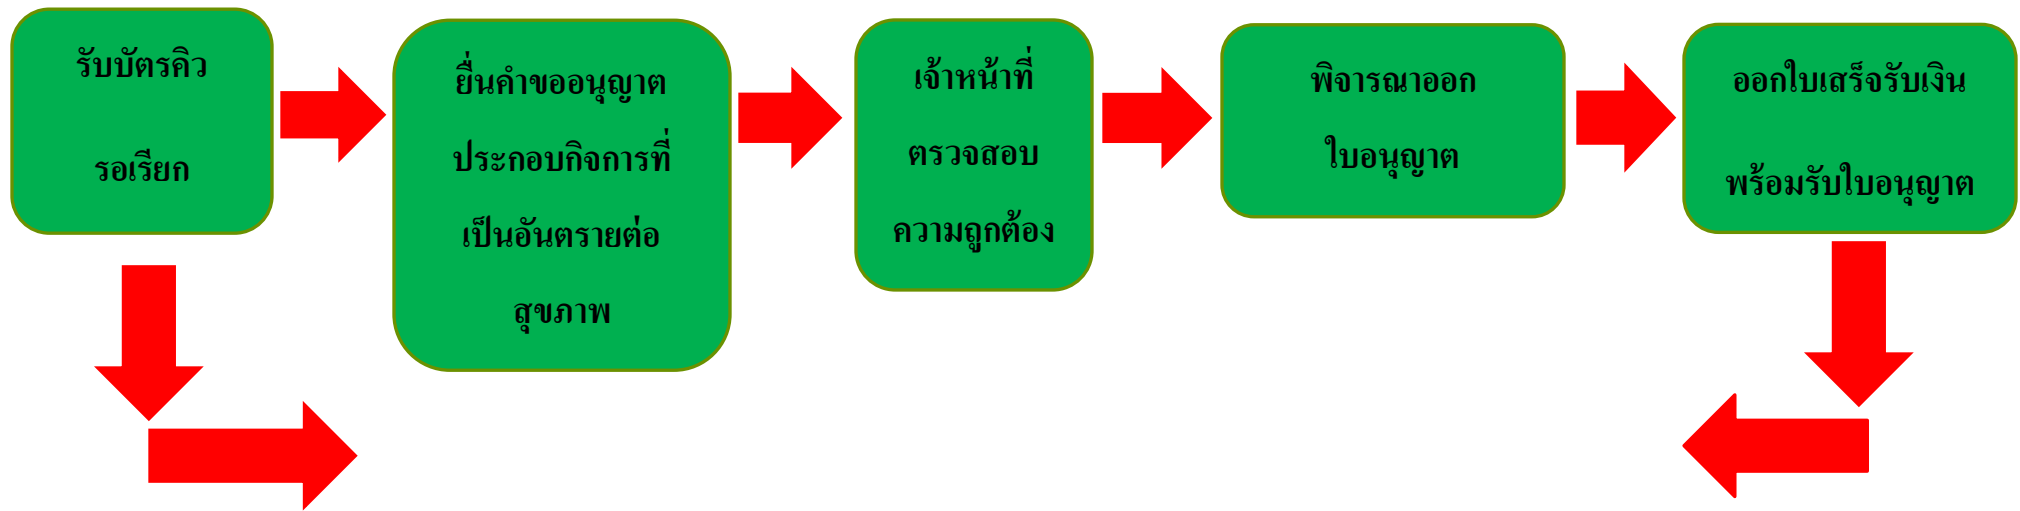 รับบัตรคิว
รอเรียก
ยื่นคำขออนุญาต
ประกอบกิจการที่
เป็นอันตรายต่อ
สุขภาพ
เจ้าหน้าที่
ตรวจสอบ
ความถูกต้อง
พิจารณาออก
ใบอนุญาต
ออกใบเสร็จรับเงิน
พร้อมรับใบอนุญาต